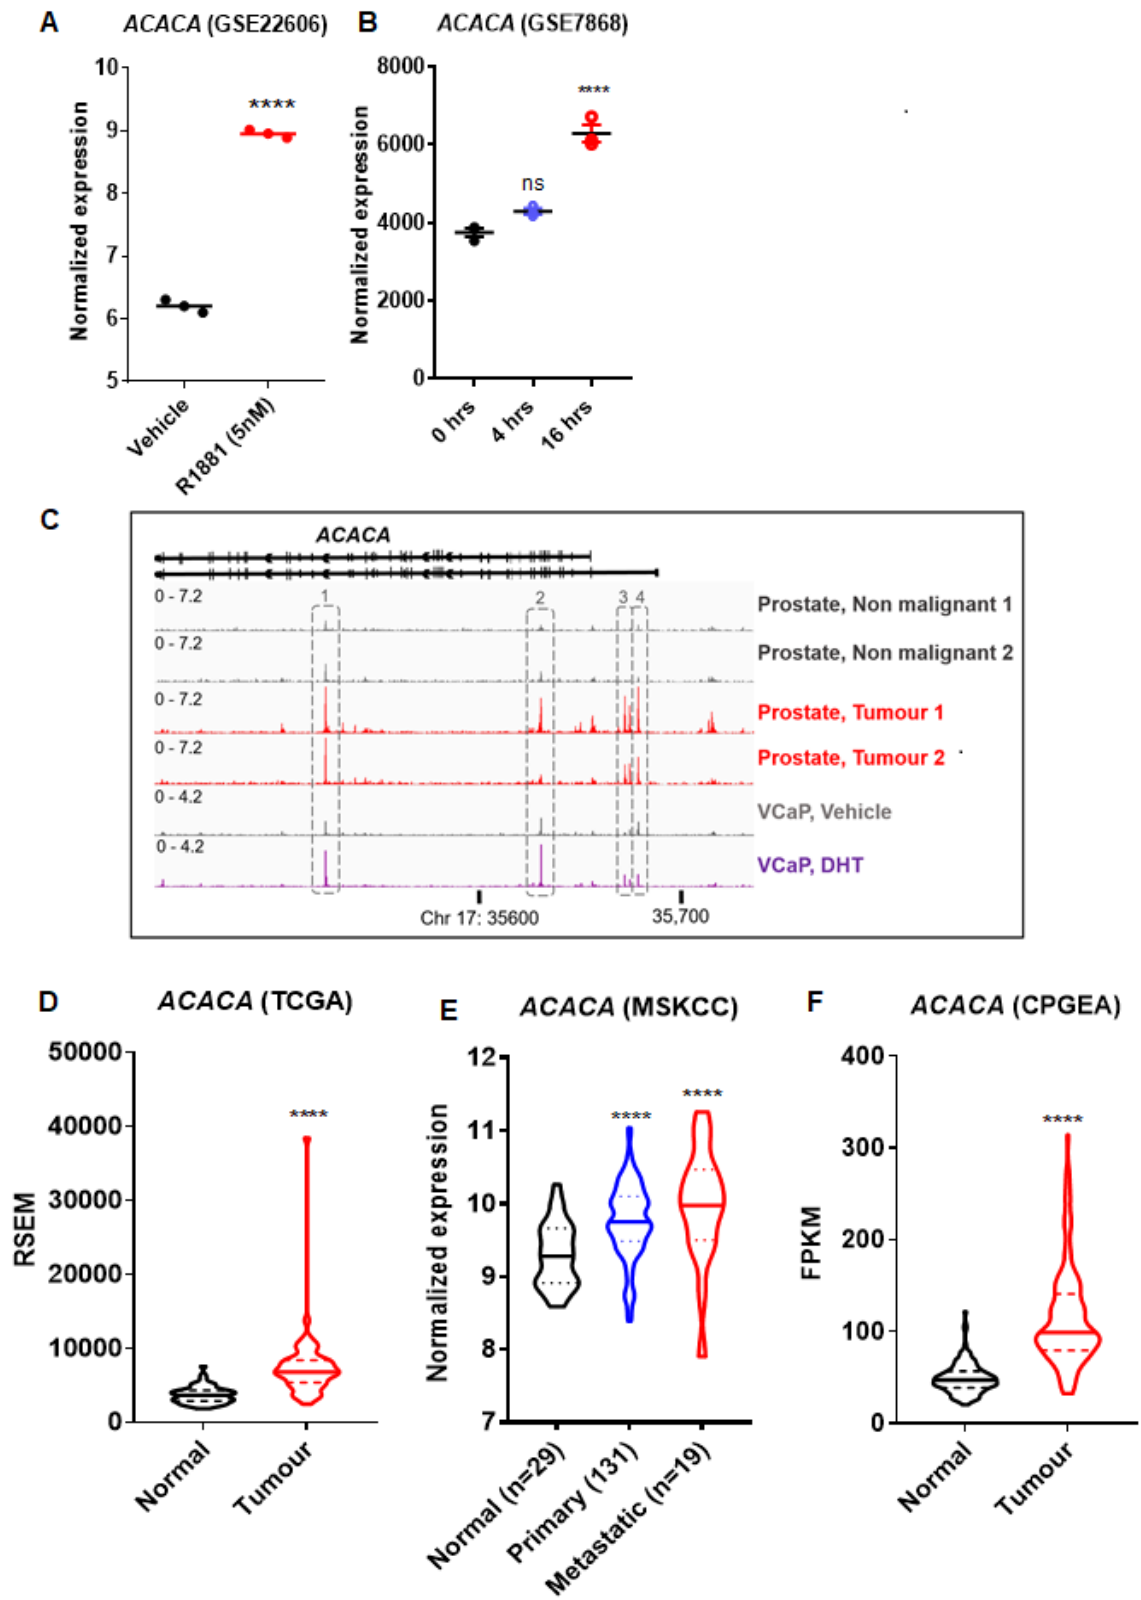 A
ACACA (GSE22606)
Normalized expression
10
9
8
7
6
5
****
Vehicle
R1881 (5nM)
B
ACACA (GSE7868)
Normalized expression
8000
6000
4000
2000
0
ns
****
0 hrs
4 hrs
16 hrs
C
ACACA
1
2
3
4
0 - 7.2
Prostate, Non malignant 1
0 - 7.2
Prostate, Non malignant 2
0 - 7.2
Prostate, Tumour 1
0 - 7.2
Prostate, Tumour 2
0 - 4.2
VCaP, Vehicle
0 - 4.2
VCaP, DHT
Chr 17: 35600
35,700
D
ACACA (TCGA)
RSEM
50000
40000
30000
20000
10000
0
****
Normal
Tumour
E
ACACA (MSKCC)
Normalized expression
12
11
10
9
8
7
****
****
Normal (n=29)
Primary (131)
Metastatic (n=19)
F
ACACA (CPGEA)
FPKM
400
300
200
100
0
****
Normal
Tumour